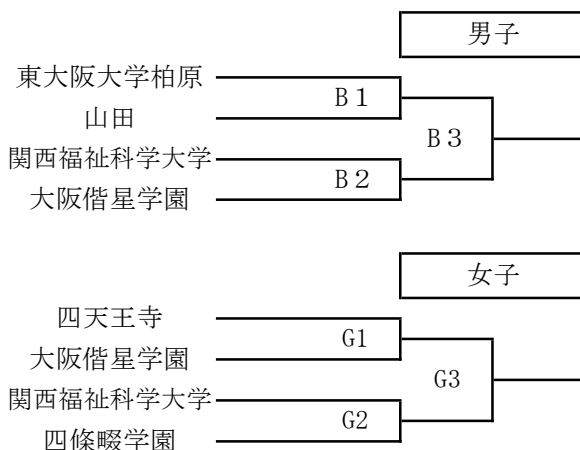 男子
東大阪大学柏原
B１
山田
B３
関西福祉科学大学
B２
大阪偕星学園
女子
四天王寺
G1
大阪偕星学園
G3
関西福祉科学大学
G2
四條畷学園